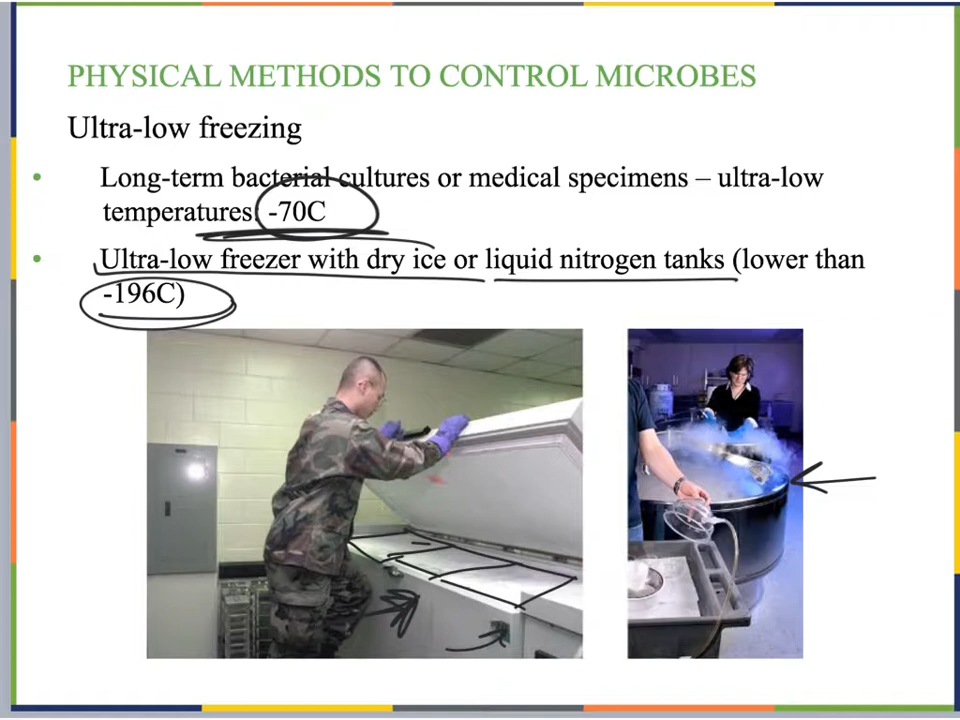 PHYSICAL METHODS TO CONTROL MICROBES
Ultra-low freezing
• Long-term bacterial cultures or medical specimens – ultra-low
temperatures: -70C
• Ultra-low freezer with dry ice or liquid nitrogen tanks (lower than
-196C)